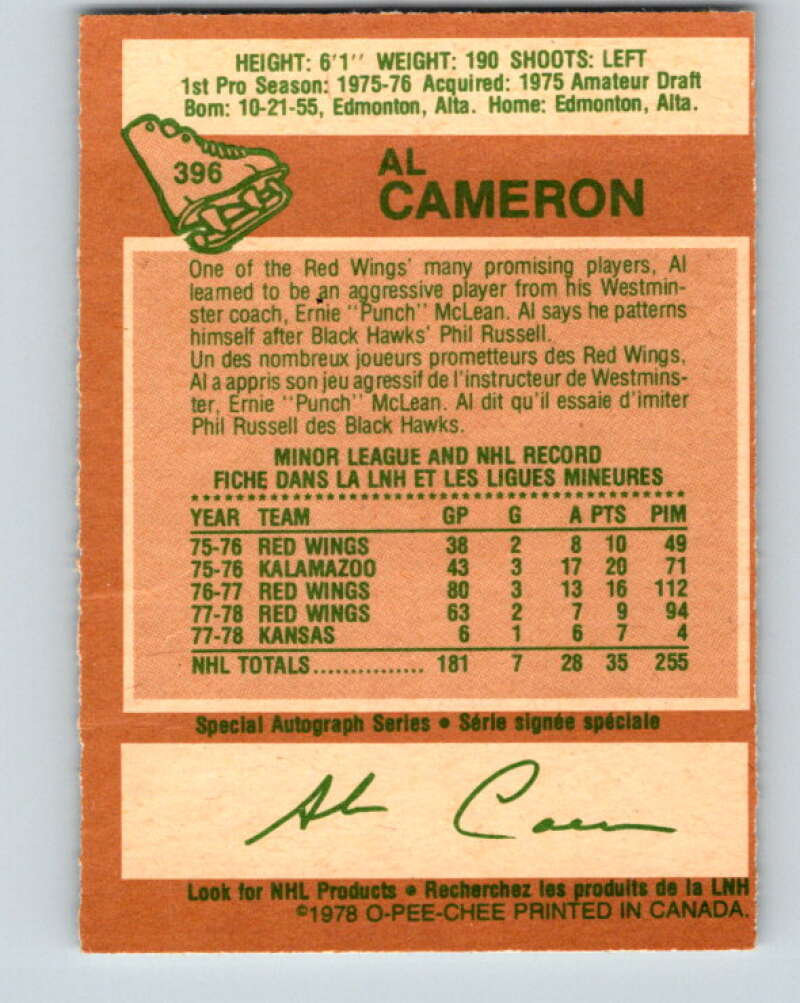 HEIGHT: 6'1'' WEIGHT: 190 SHOOTS: LEFT
1st Pro Season: 1975-76 Acquired: 1975 Amateur Draft
Born: 10-21-55, Edmonton, Alta. Home: Edmonton, Alta.
396
AL
CAMERON
One of the Red Wings' many promising players, Al
learned to be an aggressive player from his Westmin-
ster coach, Ernie "Punch" McLean. Al says he patterns
himself after Black Hawks' Phil Russell.
Un des nombreux joueurs prometteurs des Red Wings,
Al a appris son jeu agressif de l'instructeur de Westmins-
ter, Ernie "Punch" McLean. Al dit qu'il essaie d'imiter
Phil Russell des Black Hawks.
MINOR LEAGUE AND NHL RECORD
FICHE DANS LA LNH ET LES LIGUES MINEURES
YEAR TEAM GP G A PTS PIM
75-76 RED WINGS 38 2 8 10 49
75-76 KALAMAZOO 43 3 17 20 71
76-77 RED WINGS 80 3 13 16 112
77-78 RED WINGS 63 2 7 9 94
77-78 KANSAS 6 1 6 7 4
NHL TOTALS............... 181 7 28 35 255
Special Autograph Series • Série signée spéciale
Al Cameron
Look for NHL Products • Recherchez les produits de la LNH
©1978 O-PEE-CHEE PRINTED IN CANADA.